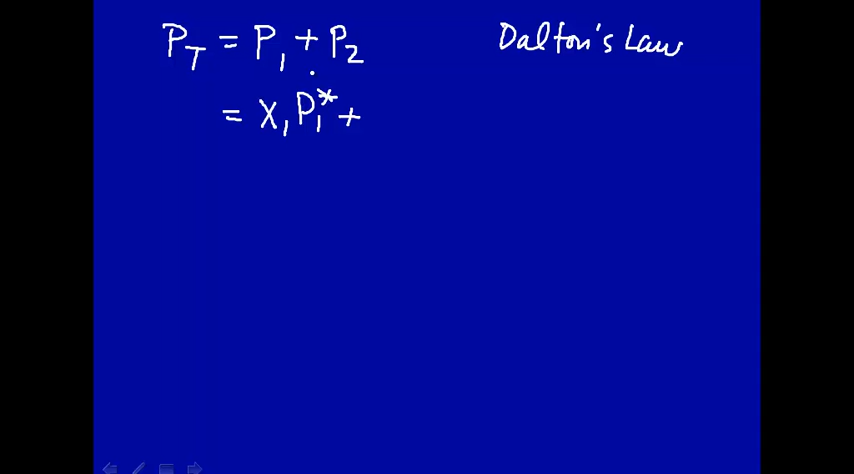 P_T = P_1 + P_2 Dalton's Law
= X_1 P_1^* +